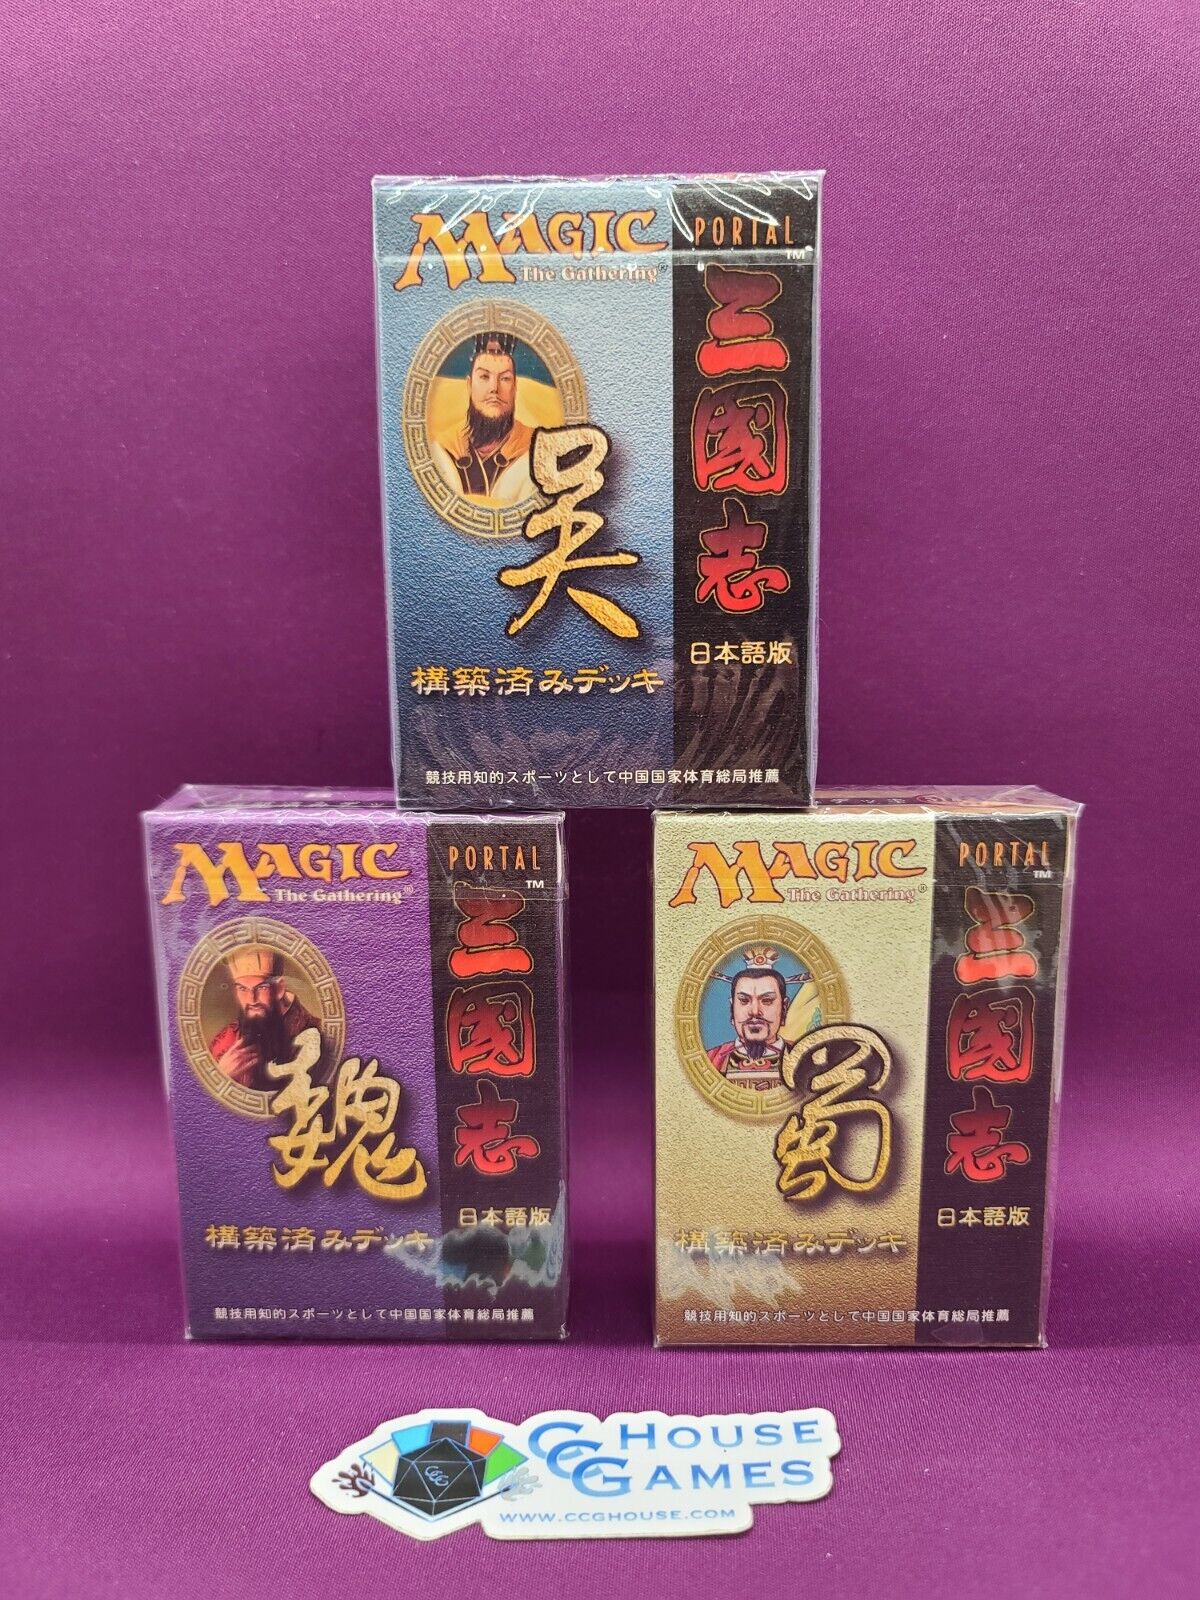 MAGIC
The Gathering®
PORTAL
™
三
國
志
吴
日本語版
構築済みデッキ
競技用知的スポーツとして中国国家体育総局推薦
MAGIC
The Gathering®
PORTAL
™
三
國
志
魏
日本語版
構築済みデッキ
競技用知的スポーツとして中国国家体育総局推薦
MAGIC
The Gathering®
PORTAL
™
三
國
志
蜀
日本語版
構築済みデッキ
競技用知的スポーツとして中国国家体育総局推薦
CCG HOUSE
GAMES
WWW.CCGHOUSE.COM